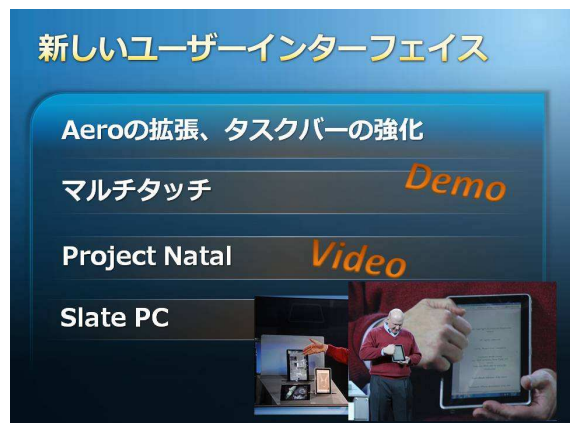 新しいユーザーインターフェイス
Aeroの拡張、タスクバーの強化
マルチタッチ
Demo
Project Natal
Video
Slate PC